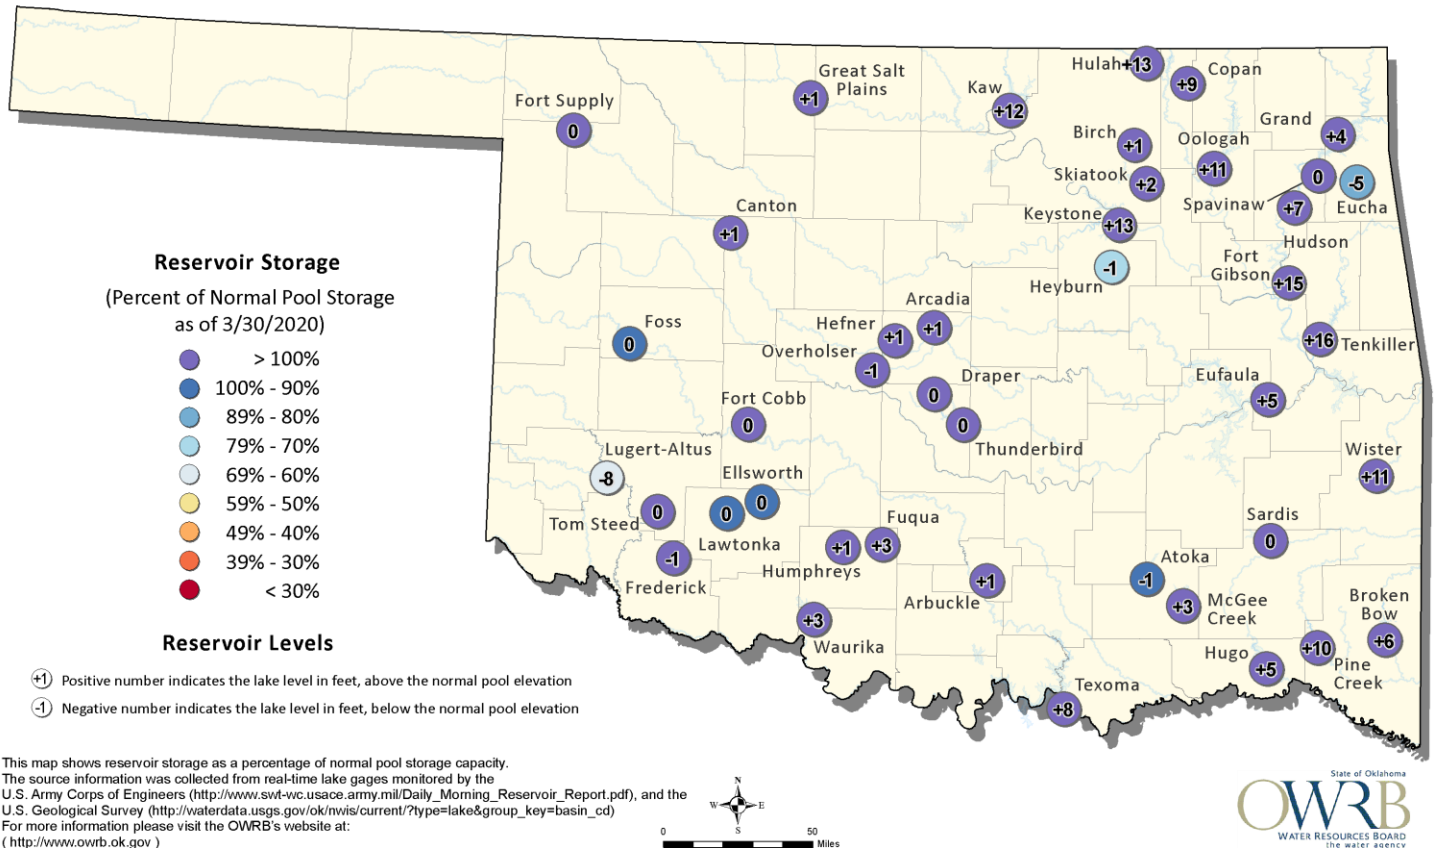 Hulah
+13
Copan
+9
Great Salt
Plains
+1
Kaw
+12
Fort Supply
0
Grand
+4
Birch
+1
Oologah
+11
Skiatook
+2
Spavinaw
0
-5
Eucha
+7
Hudson
Canton
+1
Keystone
+13
Heyburn
-1
Fort
Gibson
+15
Reservoir Storage
(Percent of Normal Pool Storage
as of 3/30/2020)
> 100%
100% - 90%
89% - 80%
79% - 70%
69% - 60%
59% - 50%
49% - 40%
39% - 30%
< 30%
Foss
0
Arcadia
+1
Hefner
+1
Overholser
-1
+16
Tenkiller
Draper
0
Eufaula
+5
Fort Cobb
0
0
Thunderbird
Lugert-Altus
-8
Wister
+11
Ellsworth
0
0
Lawtonka
Tom Steed
0
Fuqua
+3
Sardis
0
+1
Humphreys
-1
Frederick
Atoka
-1
Arbuckle
+1
+3
McGee
Creek
Broken
Bow
+6
+3
Waurika
Hugo
+5
+10
Pine
Creek
Texoma
+8
Reservoir Levels
+1 Positive number indicates the lake level in feet, above the normal pool elevation
-1 Negative number indicates the lake level in feet, below the normal pool elevation
This map shows reservoir storage as a percentage of normal pool storage capacity.
The source information was collected from real-time lake gages monitored by the
U.S. Army Corps of Engineers (http://www.swt-wc.usace.army.mil/Daily_Morning_Reservoir_Report.pdf), and the
U.S. Geological Survey (http://waterdata.usgs.gov/ok/nwis/current/?type=lake&group_key=basin_cd)
For more information please visit the OWRB's website at:
( http://www.owrb.ok.gov )
N
W E
S
0 50
Miles
State of Oklahoma
OWRB
WATER RESOURCES BOARD
the water agency